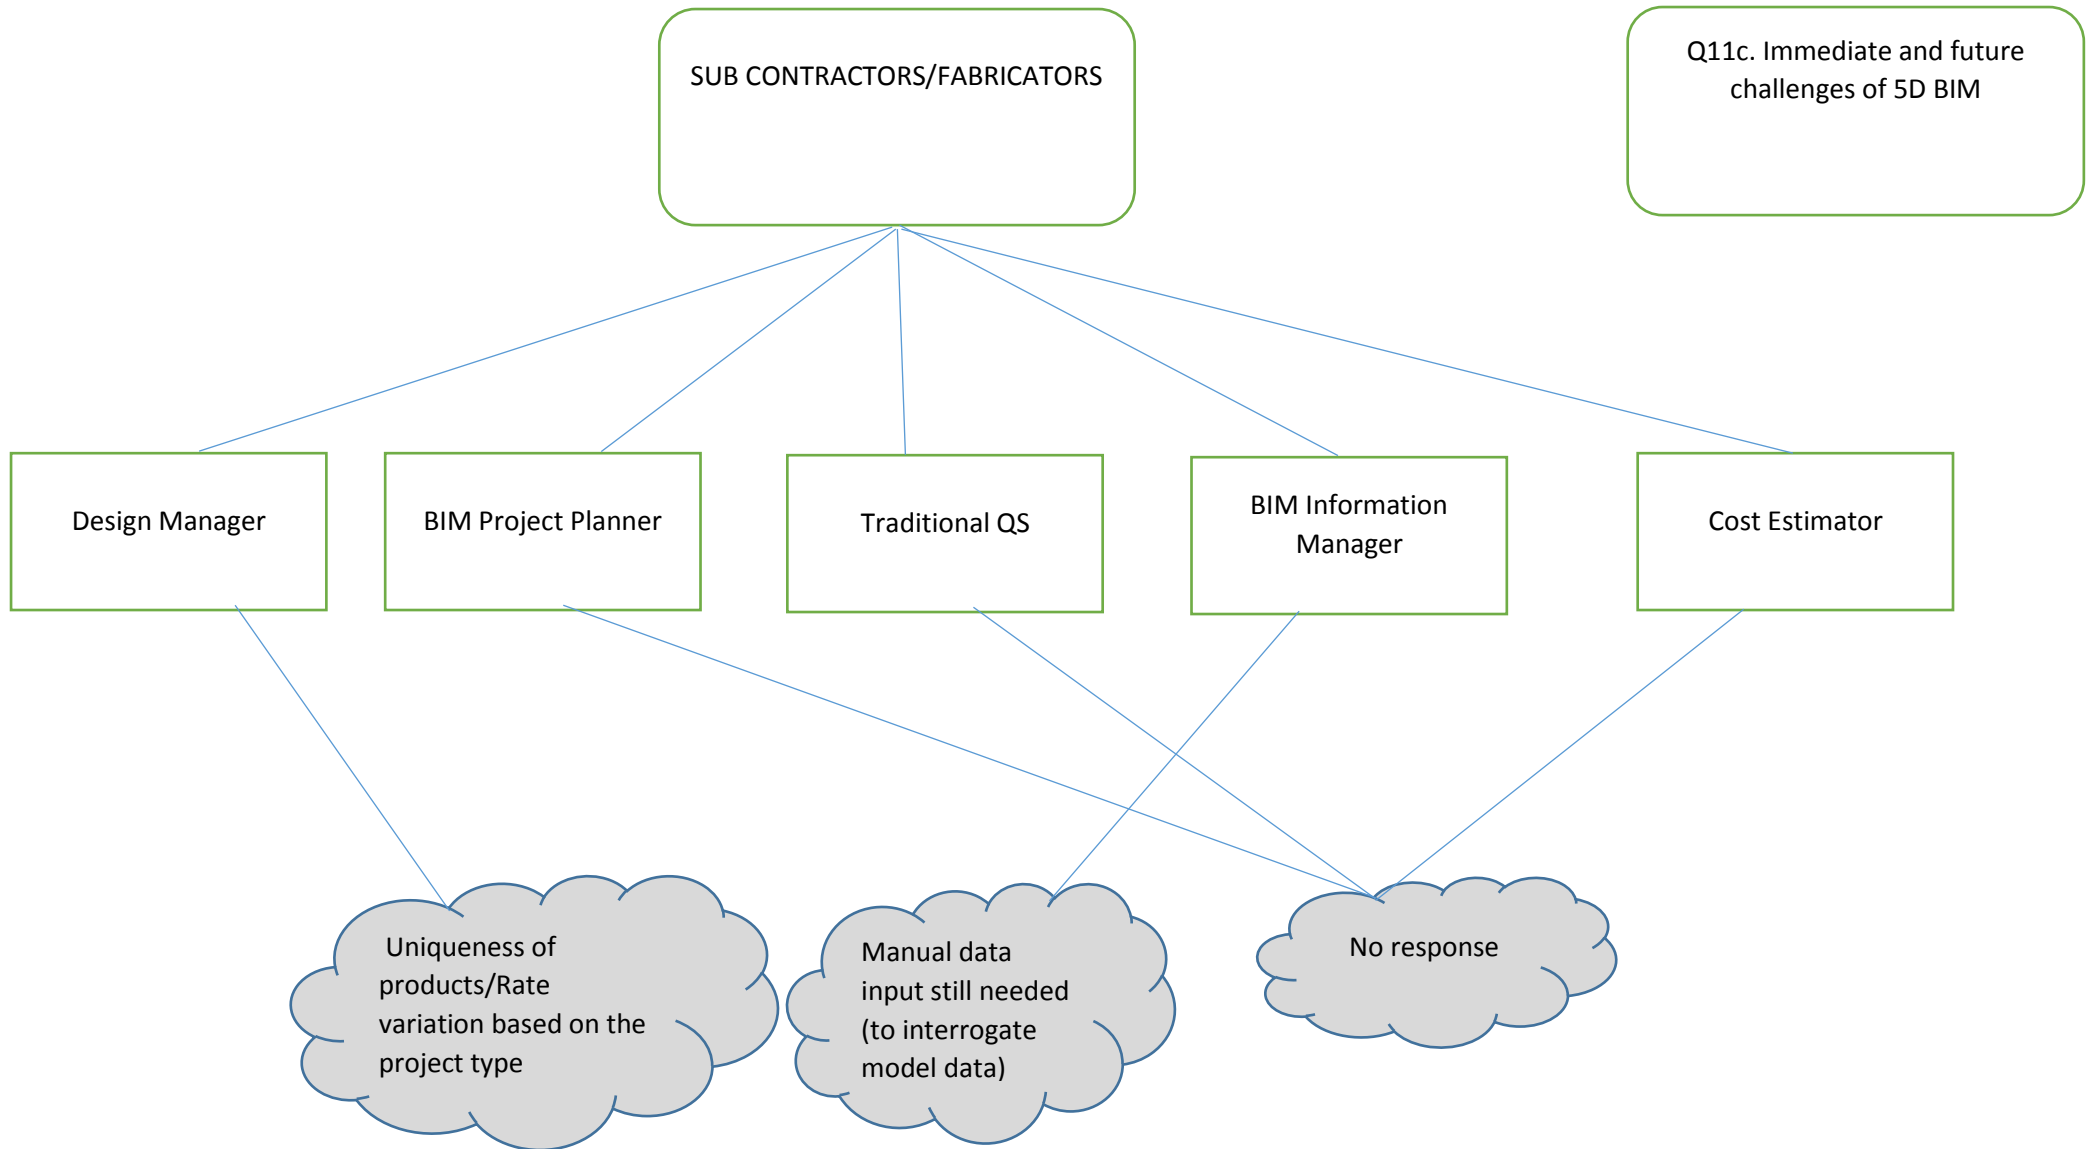 SUB CONTRACTORS/FABRICATORS
Q11c. Immediate and future
challenges of 5D BIM
Design Manager
BIM Project Planner
Traditional QS
BIM Information
Manager
Cost Estimator
Uniqueness of
products/Rate
variation based on the
project type
Manual data
input still needed
(to interrogate
model data)
No response